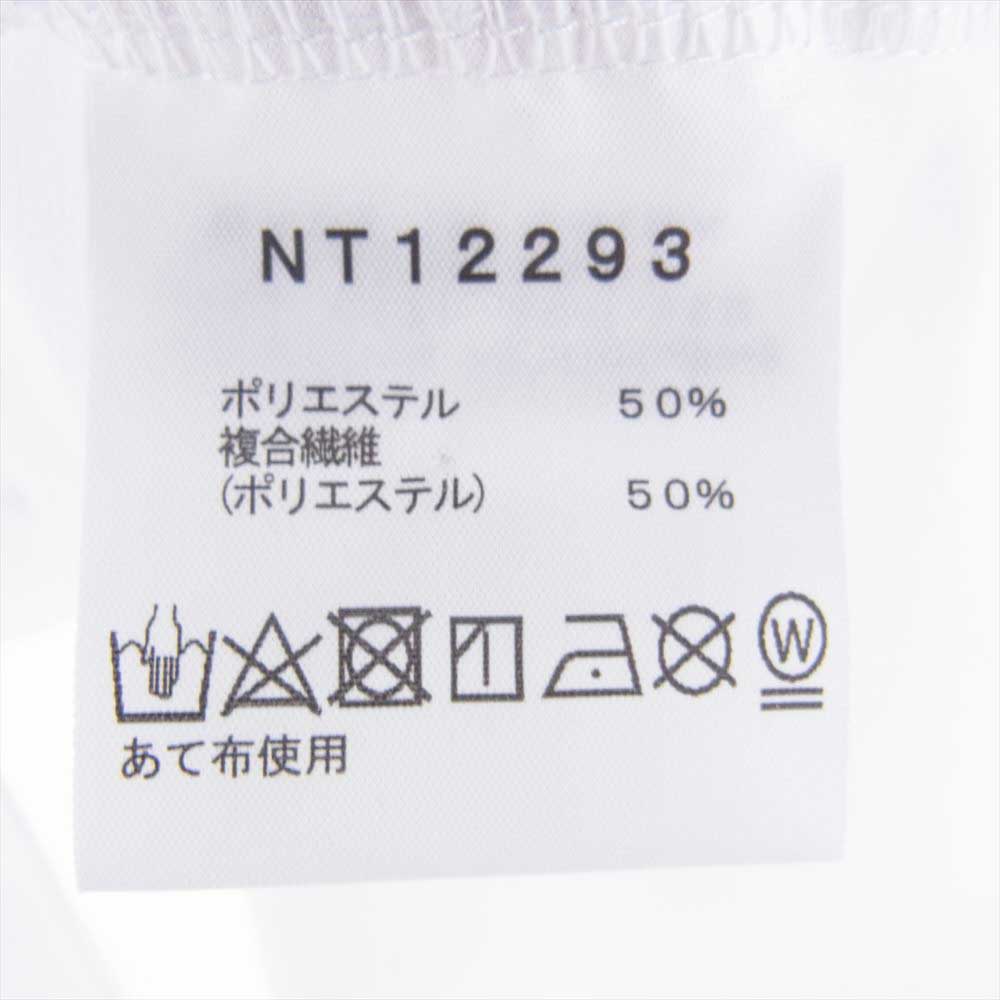 NT12293
ポリエステル 50%
複合繊維
(ポリエステル) 50%
W
あて布使用